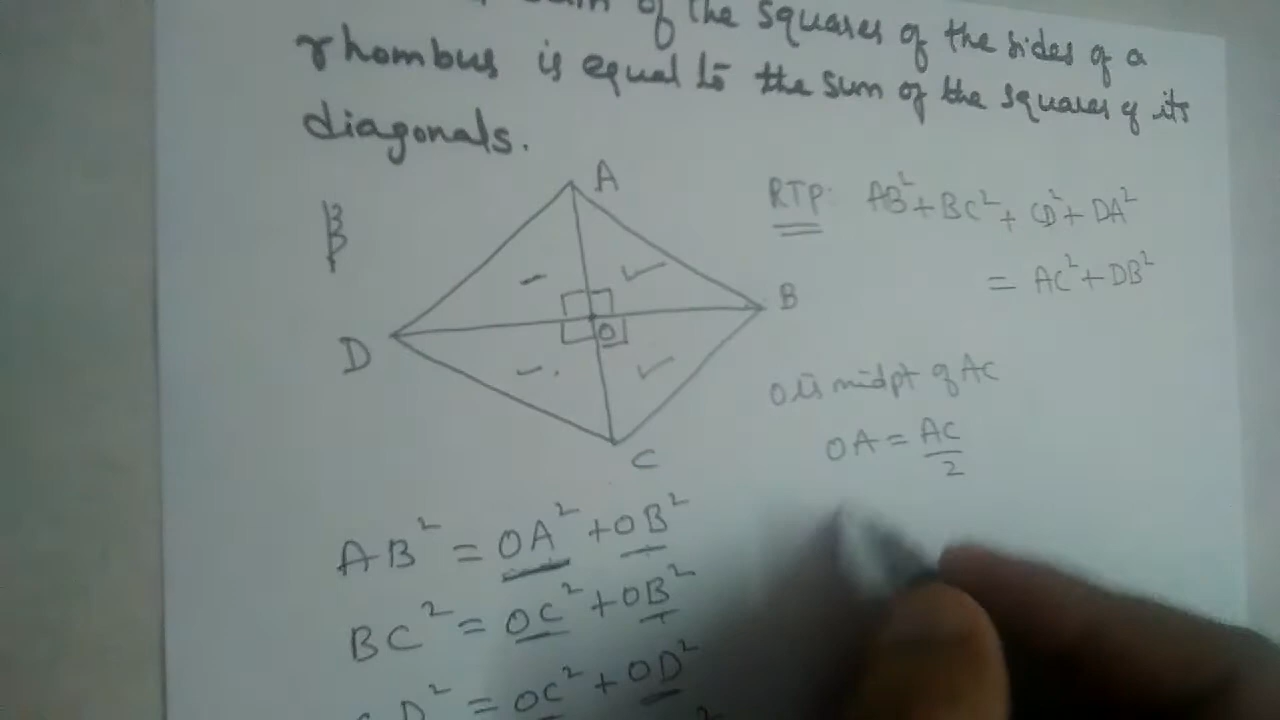 of the squares of the sides of a
rhombus is equal to the sum of the squares of its
diagonals.
A
RTP: AB²+BC²+CD²+DA²
= AC²+DB²
B
D
O
C
O is midpt of AC
OA = AC/2
AB² = OA² + OB²
BC² = OC² + OB²
D² = OC² + OD²
2